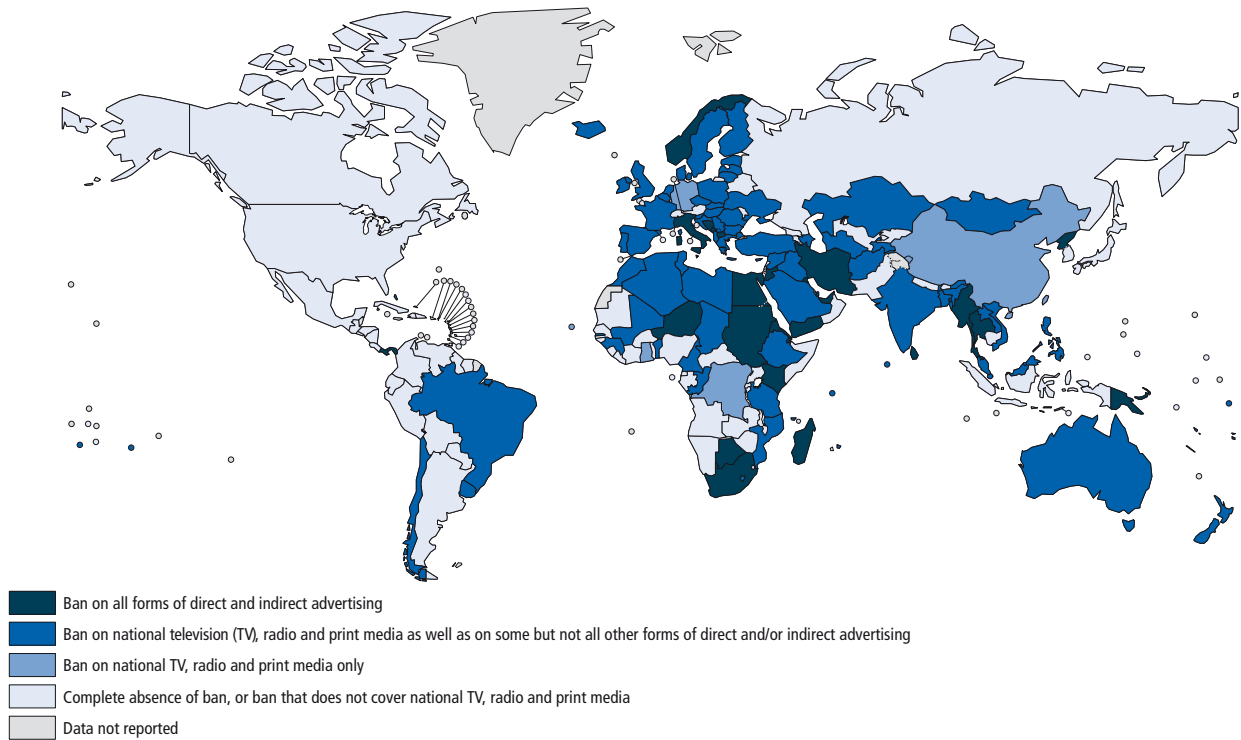 Ban on all forms of direct and indirect advertising
Ban on national television (TV), radio and print media as well as on some but not all other forms of direct and/or indirect advertising
Ban on national TV, radio and print media only
Complete absence of ban, or ban that does not cover national TV, radio and print media
Data not reported